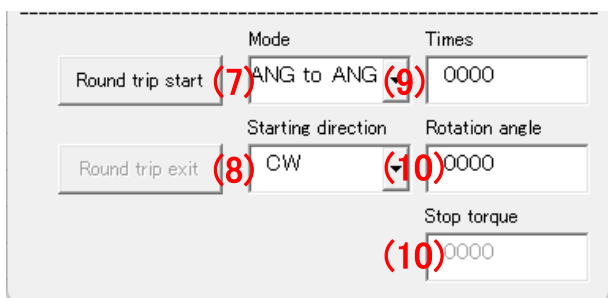 Mode Times
Round trip start (7) ANG to ANG (9) 0000
Starting direction Rotation angle
Round trip exit (8) CW (10) 0000
Stop torque
(10) 0000